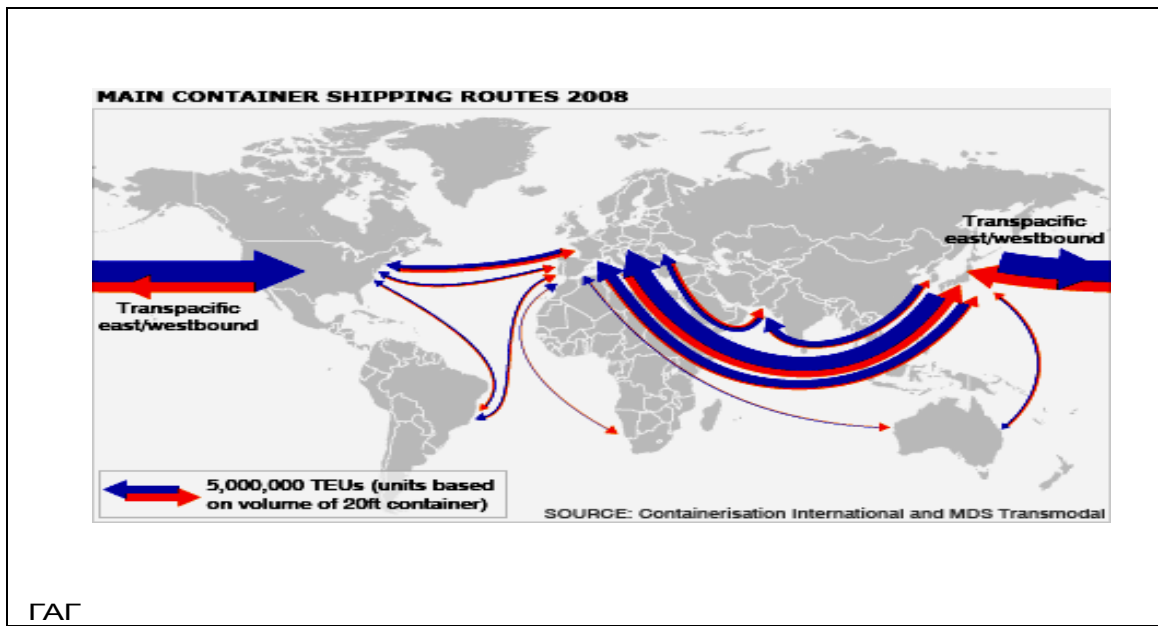 MAIN CONTAINER SHIPPING ROUTES 2008
Transpacific
east/westbound
Transpacific
east/westbound
5,000,000 TEUs (units based
on volume of 20ft container)
SOURCE: Containerisation International and MDS Transmodal
ΓΑΓ